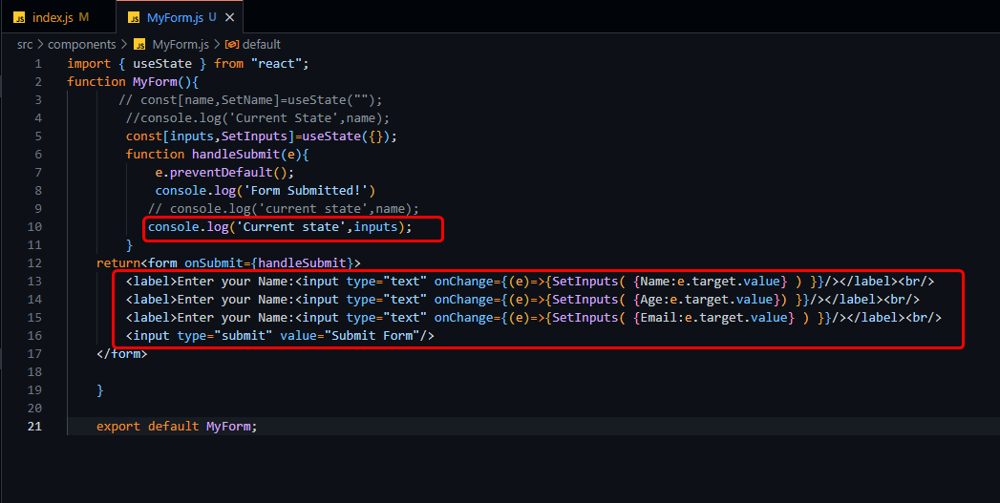 JS index.js M JS MyForm.js U ×
src > components > JS MyForm.js > default
1 import { useState } from "react";
2 function MyForm(){
3 // const[name,SetName]=useState("");
4 //console.log('Current State',name);
5 const[inputs,SetInputs]=useState({});
6 function handleSubmit(e){
7 e.preventDefault();
8 console.log('Form Submitted!')
9 // console.log('current state',name);
10 console.log('Current state',inputs);
11 }
12 return<form onSubmit={handleSubmit}>
13 <label>Enter your Name:<input type="text" onChange={(e)=>{SetInputs( {Name:e.target.value} ) }}/></label><br/>
14 <label>Enter your Name:<input type="text" onChange={(e)=>{SetInputs( {Age:e.target.value}) }}/></label><br/>
15 <label>Enter your Name:<input type="text" onChange={(e)=>{SetInputs( {Email:e.target.value} ) }}/></label><br/>
16 <input type="submit" value="Submit Form"/>
17 </form>
18
19 }
20
21 export default MyForm;